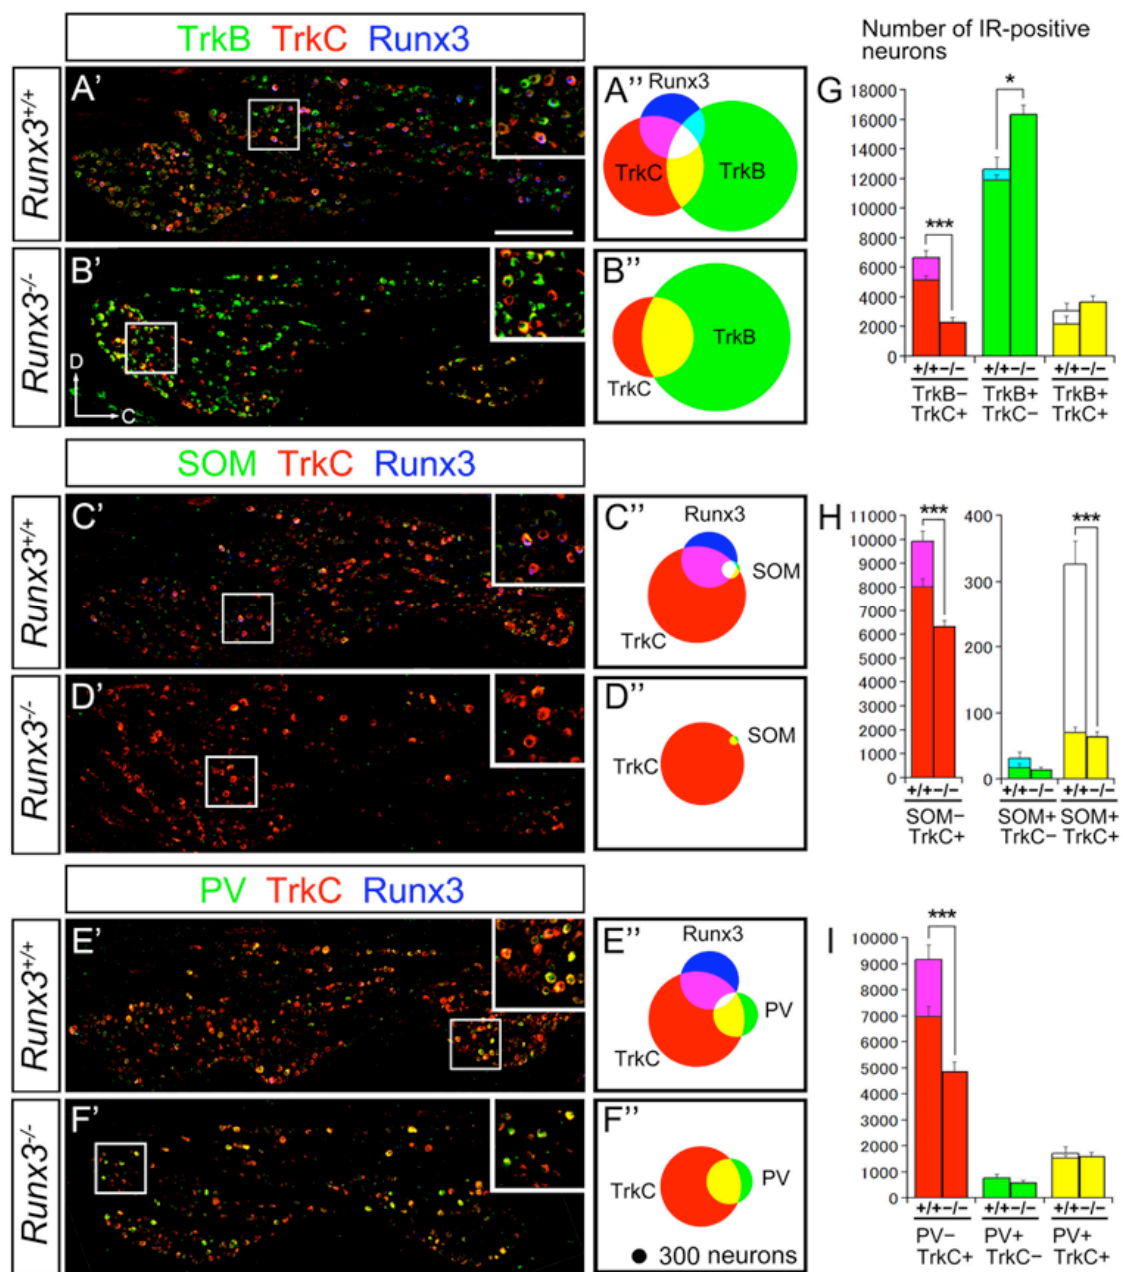 TrkB TrkC Runx3
Number of IR-positive
neurons
Runx3+/+
A’
A’’
Runx3
TrkC
TrkB
Runx3-/-
B’
D
C
B’’
TrkB
TrkC
G
18000
16000
14000
12000
10000
8000
6000
4000
2000
0
***
*
+/+ −/− +/+ −/− +/+ −/−
TrkB− TrkB+ TrkB+
TrkC+ TrkC− TrkC+
SOM TrkC Runx3
Runx3+/+
C’
C’’
Runx3
SOM
TrkC
Runx3-/-
D’
D’’
SOM
TrkC
H
11000
10000
9000
8000
7000
6000
5000
4000
3000
2000
1000
0
***
400
300
200
100
0
***
+/+ −/− +/+ −/− +/+ −/−
SOM− SOM+ SOM+
TrkC+ TrkC− TrkC+
PV TrkC Runx3
Runx3+/+
E’
E’’
Runx3
PV
TrkC
Runx3-/-
F’
F’’
TrkC
PV
300 neurons
I
10000
9000
8000
7000
6000
5000
4000
3000
2000
1000
0
***
+/+ −/− +/+ −/− +/+ −/−
PV− PV+ PV+
TrkC+ TrkC− TrkC+